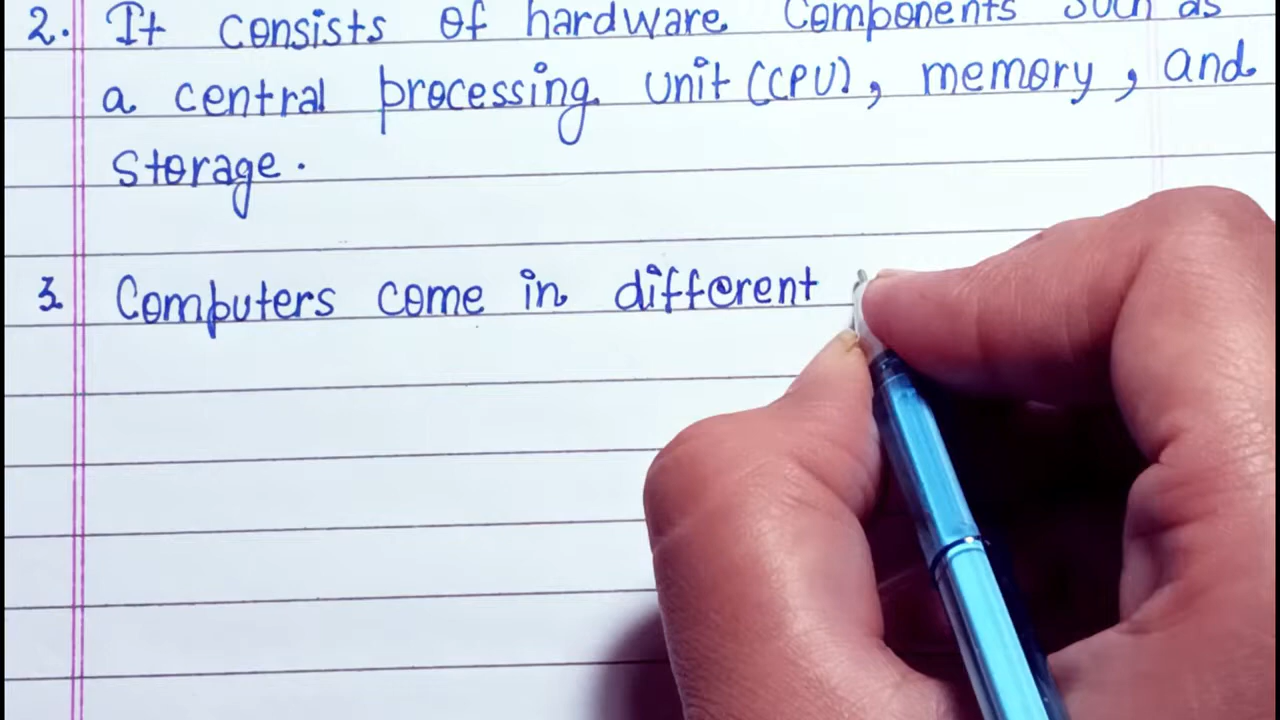 2. It consists of hardware components such as
a central processing unit (CPU), memory, and
storage.
3 Computers come in different